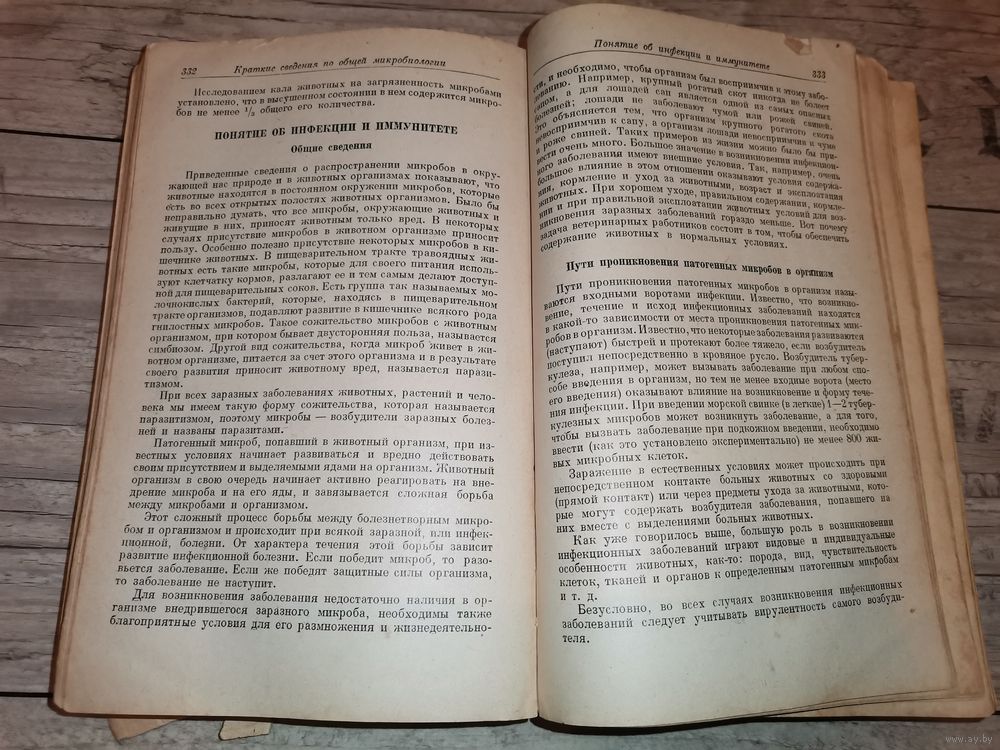 332 Краткие сведения по общей микробиологии
Исследованием кала животных на загрязненность микробами
установлено, что в высушенном состоянии в нем содержится микро-
бов не менее 1/3 общего его количества.
ПОНЯТИЕ ОБ ИНФЕКЦИИ И ИММУНИТЕТЕ
Общие сведения
Приведенные сведения о распространении микробов в окру-
жающей нас природе и в животных организмах показывают, что
животные находятся в постоянном окружении микробов, которые
есть во всех открытых полостях животных организмов. Было бы
неправильно думать, что все микробы, окружающие животных и
живущие в них, приносят животным только вред. В некоторых
случаях присутствие микробов в животном организме приносит
пользу. Особенно полезно присутствие некоторых микробов в ки-
шечнике животных. В пищеварительном тракте травоядных жи-
вотных есть такие микробы, которые для своего питания исполь-
зуют клетчатку кормов, разлагают ее и тем самым делают доступ-
ной для пищеварительных соков. Есть группа так называемых мо-
лочнокислых бактерий, которые, находясь в пищеварительном
тракте организмов, подавляют развитие в кишечнике всякого рода
гнилостных микробов. Такое сожительство микробов с животным
организмом, при котором бывает двусторонняя польза, называется
симбиозом. Другой вид сожительства, когда микроб живет в жи-
вотном организме, питается за счет этого организма и в результате
своего развития приносит животному вред, называется парази-
тизмом.
При всех заразных заболеваниях животных, растений и чело-
века мы имеем такую форму сожительства, которая называется
паразитизмом, поэтому микробы — возбудители заразных болез-
ней и названы паразитами.
Патогенный микроб, попавший в животный организм, при из-
вестных условиях начинает развиваться и вредно действовать
своим присутствием и выделяемыми ядами на организм. Животный
организм в свою очередь начинает активно реагировать на вне-
дрение микроба и на его яды, и завязывается сложная борьба
между микробами и организмом.
Этот сложный процесс борьбы между болезнетворным микро-
бом и организмом и происходит при всякой заразной, или инфек-
ционной, болезни. От характера течения этой борьбы зависит
развитие инфекционной болезни. Если победит микроб, то разо-
вьется заболевание. Если же победят защитные силы организма,
то заболевание не наступит.
Для возникновения заболевания недостаточно наличия в ор-
ганизме внедрившегося заразного микроба, необходимы также
благоприятные условия для его размножения и жизнедеятельно-
Понятие об инфекции и иммунитете 333
сти, и необходимо, чтобы организм был восприимчив к этому забо-
леванию. Например, крупный рогатый скот никогда не болеет
сапом, а для лошадей сап является одной из самых опасных
болезней; лошади не заболевают чумой или рожей свиней.
Это объясняется тем, что организм крупного рогатого скота
невосприимчив к сапу, а организм лошади невосприимчив к чуме
и роже свиней. Таких примеров из жизни можно было бы при-
вести очень много. Большое значение в возникновении инфекцион-
ного заболевания имеют внешние условия. Так, например, очень
большое влияние в этом отношении оказывают условия содержа-
ния, кормление и уход за животными, возраст и эксплоатация
животных. При хорошем уходе, правильном содержании, кормле-
нии и при правильной эксплоатации животных условий для воз-
никновения заразных заболеваний гораздо меньше. Вот почему
задача ветеринарных работников состоит в том, чтобы обеспечить
содержание животных в нормальных условиях.
Пути проникновения патогенных микробов в организм
Пути проникновения патогенных микробов в организм назы-
ваются входными воротами инфекции. Известно, что возникно-
вение, течение и исход инфекционных заболеваний находятся
в какой-то зависимости от места проникновения патогенных мик-
робов в организм. Известно, что некоторые заболевания развиваются
(наступают) быстрей и протекают более тяжело, если возбудитель
поступил непосредственно в кровяное русло. Возбудитель тубер-
кулеза, например, может вызывать заболевание при любом спо-
собе введения в организм, но тем не менее входные ворота (место
его введения) оказывают влияние на возникновение и форму тече-
ния инфекции. При введении морской свинке (в легкие) 1—2 тубер-
кулезных микробов может возникнуть заболевание, а для того,
чтобы вызвать заболевание при подкожном введении, необходимо
ввести (как это установлено экспериментально) не менее 800 жи-
вых микробных клеток.
Заражение в естественных условиях может происходить при
непосредственном контакте больных животных со здоровыми
(прямой контакт) или через предметы ухода за животными, кото-
рые могут содержать возбудителя заболевания, попавшего на
них вместе с выделениями больных животных.
Как уже говорилось выше, большую роль в возникновении
инфекционных заболеваний играют видовые и индивидуальные
особенности животных, как-то: порода, вид, чувствительность
клеток, тканей и органов к определенным патогенным микробам
и т. д.
Безусловно, во всех случаях возникновения инфекционных
заболеваний следует учитывать вирулентность самого возбуди-
теля.
www.ay.by